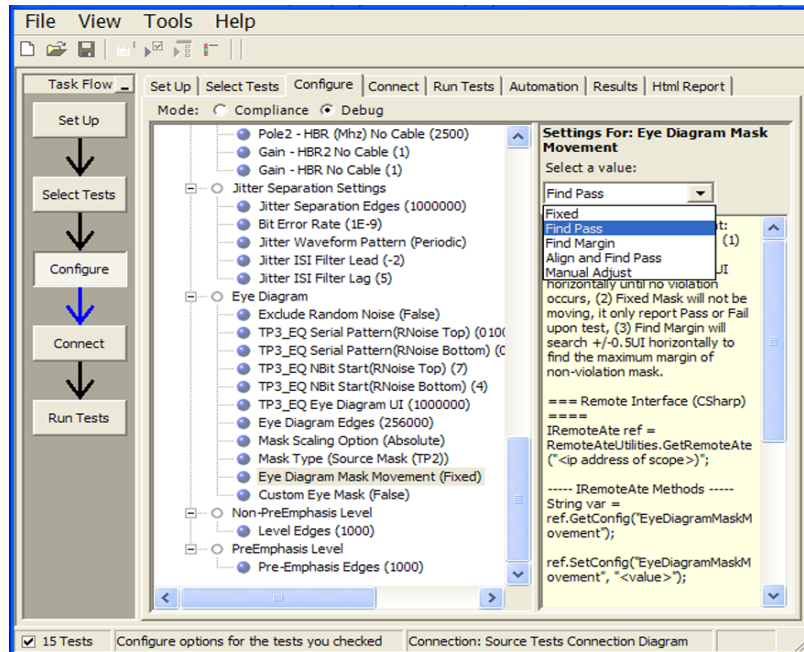 File View Tools Help
Task Flow
Set Up
Select Tests
Configure
Connect
Run Tests
Set Up Select Tests Configure Connect Run Tests Automation Results Html Report
Mode: Compliance Debug
Pole2 - HBR (Mhz) No Cable (2500)
Gain - HBR2 No Cable (1)
Gain - HBR No Cable (1)
Jitter Separation Settings
Jitter Separation Edges (1000000)
Bit Error Rate (1E-9)
Jitter Waveform Pattern (Periodic)
Jitter ISI Filter Lead (-2)
Jitter ISI Filter Lag (5)
Eye Diagram
Exclude Random Noise (False)
TP3_EQ Serial Pattern(RNoise Top) (0100
TP3_EQ Serial Pattern(RNoise Bottom) (0
TP3_EQ NBit Start(RNoise Top) (7)
TP3_EQ NBit Start(RNoise Bottom) (4)
TP3_EQ Eye Diagram UI (1000000)
Eye Diagram Edges (256000)
Mask Scaling Option (Absolute)
Mask Type (Source Mask (TP2))
Eye Diagram Mask Movement (Fixed)
Custom Eye Mask (False)
Non-PreEmphasis Level
Level Edges (1000)
PreEmphasis Level
Pre-Emphasis Edges (1000)
Settings For: Eye Diagram Mask
Movement
Select a value:
Find Pass
Fixed
Find Pass
Find Margin
Align and Find Pass
Manual Adjust
(1)
horizontally until no violation
occurs, (2) Fixed Mask will not be
moving, it only report Pass or Fail
upon test, (3) Find Margin will
search +/-0.5UI horizontally to
find the maximum margin of
non-violation mask.
=== Remote Interface (CSharp)
====
IRemoteAte ref =
RemoteAteUtilities.GetRemoteAte
("<ip address of scope>)";
----- IRemoteAte Methods -----
String var =
ref.GetConfig("EyeDiagramMaskM
ovement");
ref.SetConfig("EyeDiagramMaskM
ovement", "<value>");
15 Tests Configure options for the tests you checked Connection: Source Tests Connection Diagram